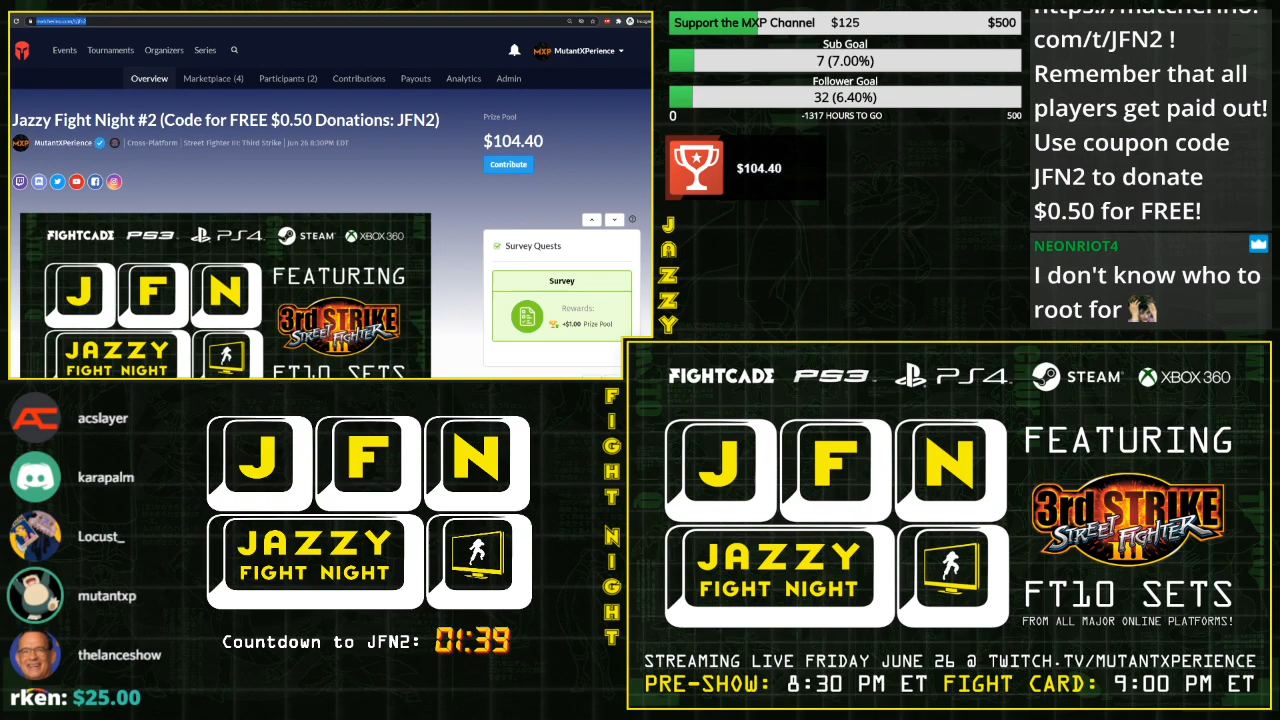 matcherino.com/t/jfn2
Incognito
Events Tournaments Organizers Series
MXP MutantXPerience
Overview Marketplace (4) Participants (2) Contributions Payouts Analytics Admin
Jazzy Fight Night #2 (Code for FREE $0.50 Donations: JFN2)
MXP MutantXPerience | Cross-Platform | Street Fighter III: Third Strike | Jun 26 8:30PM EDT
Prize Pool
$104.40
Contribute
FIGHTCADE PS3 PS4 STEAM XBOX 360
J F N
FEATURING
3rd STRIKE
STREET FIGHTER
III
JAZZY
FIGHT NIGHT
FT10 SETS
Survey Quests
Survey
Rewards:
+$1.00 Prize Pool
Support the MXP Channel $125 $500
Sub Goal
7 (7.00%)
Follower Goal
32 (6.40%)
0 -1317 HOURS TO GO 500
$104.40
https://matcherino.
com/t/JFN2 !
Remember that all
players get paid out!
Use coupon code
JFN2 to donate
$0.50 for FREE!
NEONRIOT4
I don't know who to
root for
JAZZY
FIGHT
NIGHT
acslayer
karapalm
Locust_
mutantxp
thelanceshow
rken: $25.00
J F N
JAZZY
FIGHT NIGHT
Countdown to JFN2: 01:39
FIGHTCADE PS3 PS4 STEAM XBOX 360
J F N
FEATURING
3rd STRIKE
STREET FIGHTER
III
JAZZY
FIGHT NIGHT
FT10 SETS
FROM ALL MAJOR ONLINE PLATFORMS!
STREAMING LIVE FRIDAY JUNE 26 @ TWITCH.TV/MUTANTXPERIENCE
PRE-SHOW: 8:30 PM ET FIGHT CARD: 9:00 PM ET